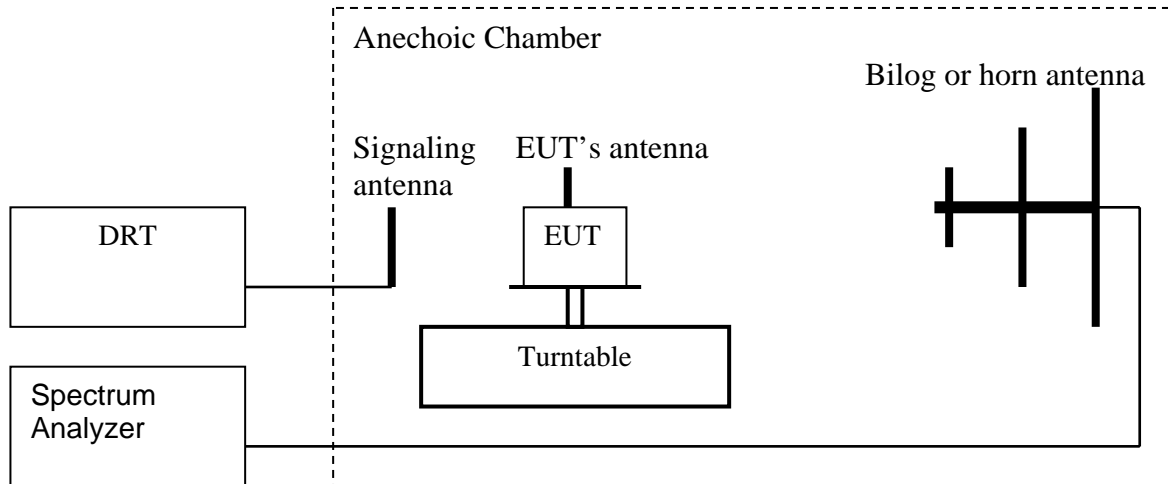 Anechoic Chamber
Bilog or horn antenna
Signaling
antenna
EUT’s antenna
DRT
EUT
Turntable
Spectrum
Analyzer